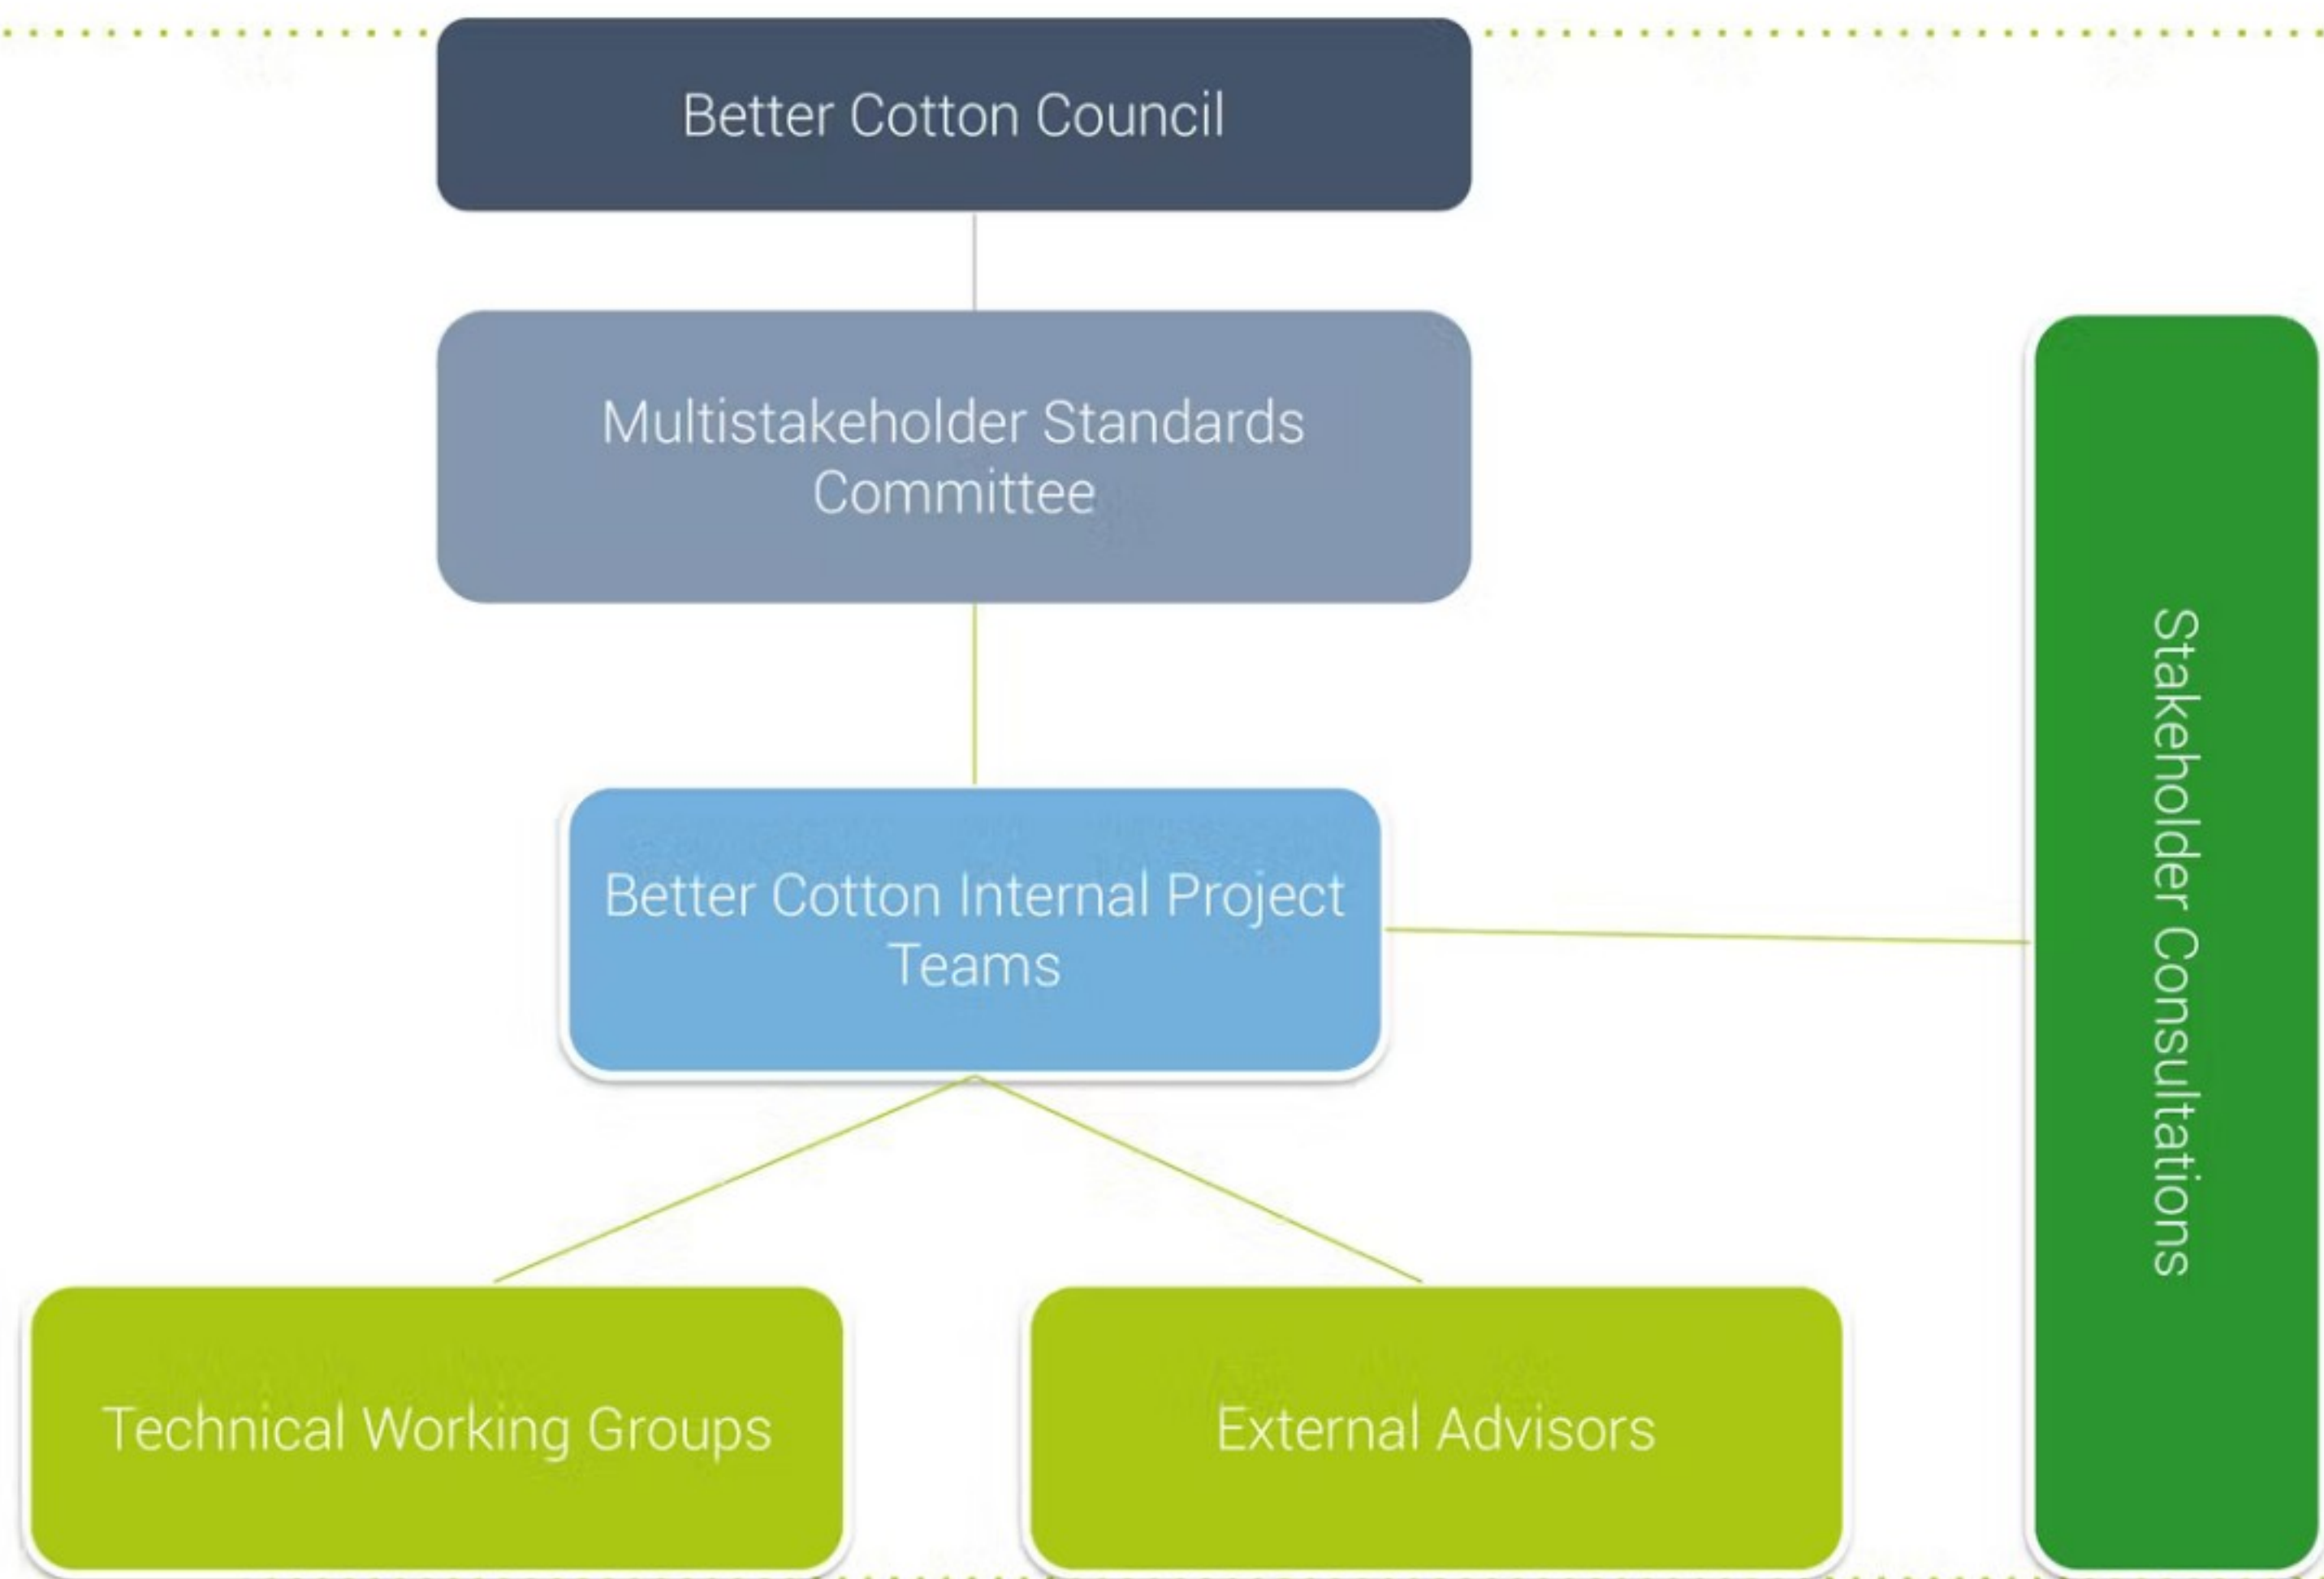 Better Cotton Council
Multistakeholder Standards
Committee
Better Cotton Internal Project
Teams
Stakeholder Consultations
Technical Working Groups
External Advisors